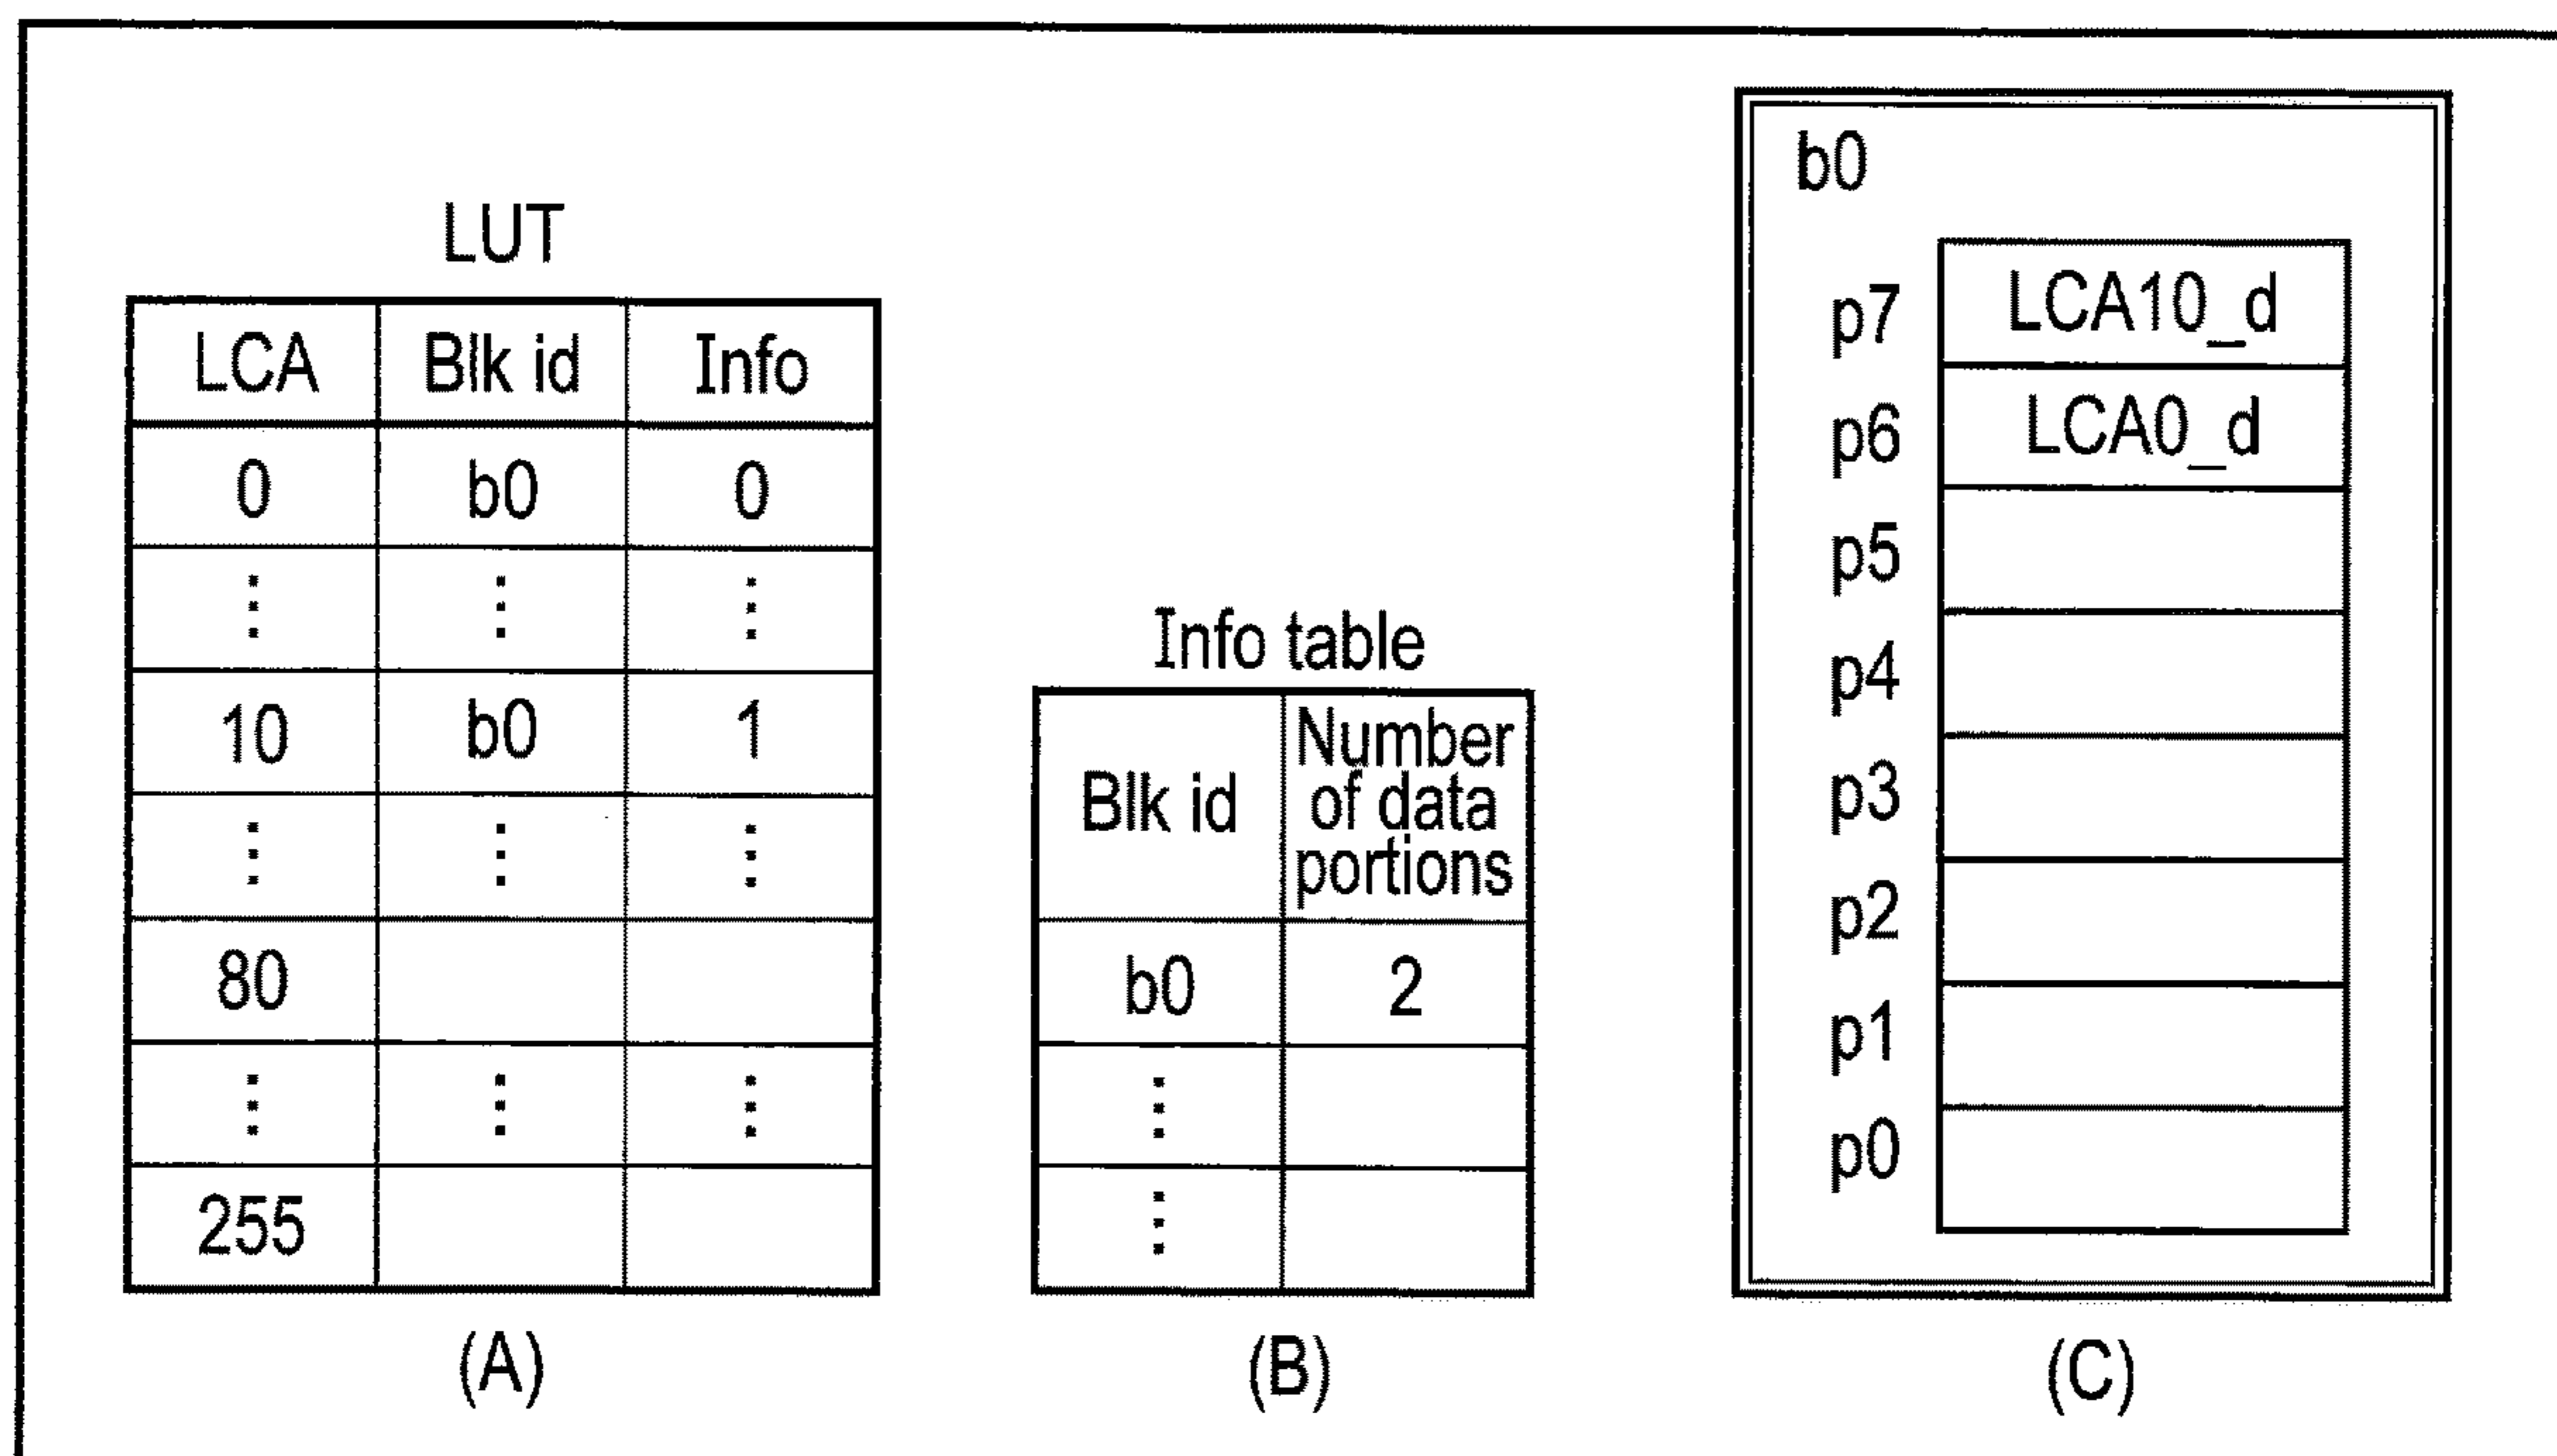 LUT
LCA Blk id Info
0 b0 0
⋮ ⋮ ⋮
10 b0 1
⋮ ⋮ ⋮
80
⋮ ⋮ ⋮
255
(A)
Info table
Blk id Number
of data
portions
b0 2
⋮
⋮
(B)
b0
p7 LCA10_d
p6 LCA0_d
p5
p4
p3
p2
p1
p0
(C)